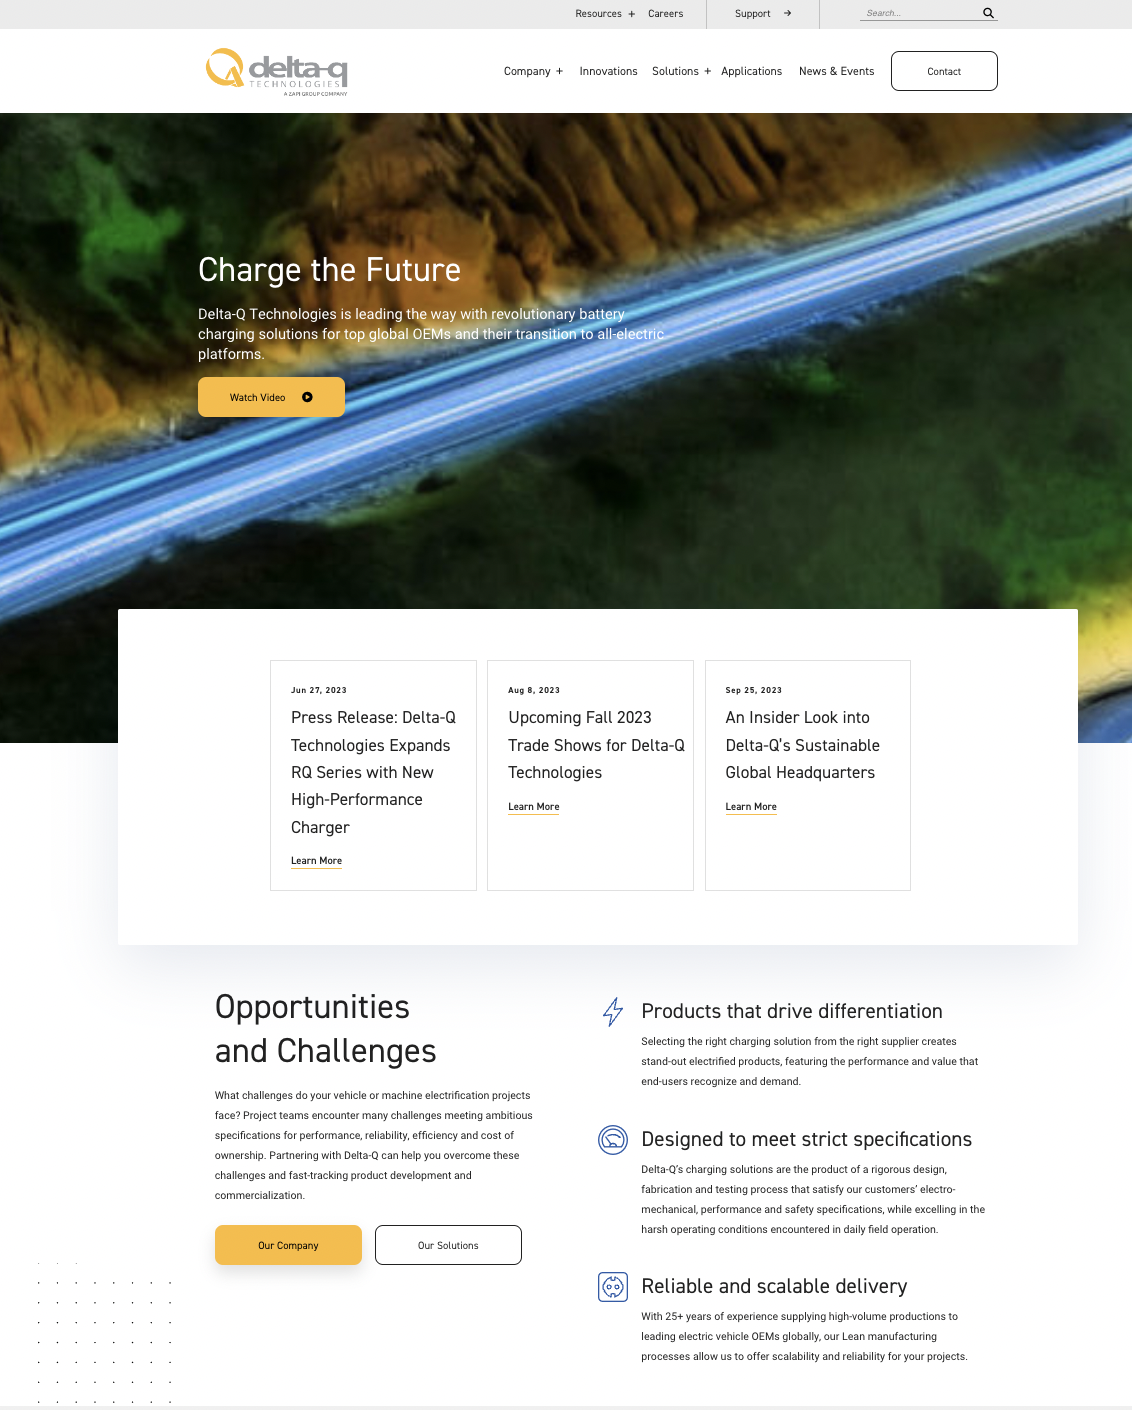 Resources +
Careers
Support
Search...
delta-q
TECHNOLOGIES
A ZAPI GROUP COMPANY
Company +
Innovations
Solutions +
Applications
News & Events
Contact
Charge the Future
Delta-Q Technologies is leading the way with revolutionary battery
charging solutions for top global OEMs and their transition to all-electric
platforms.
Watch Video
Jun 27, 2023
Press Release: Delta-Q
Technologies Expands
RQ Series with New
High-Performance
Charger
Learn More
Aug 8, 2023
Upcoming Fall 2023
Trade Shows for Delta-Q
Technologies
Learn More
Sep 25, 2023
An Insider Look into
Delta-Q’s Sustainable
Global Headquarters
Learn More
Opportunities
and Challenges
What challenges do your vehicle or machine electrification projects
face? Project teams encounter many challenges meeting ambitious
specifications for performance, reliability, efficiency and cost of
ownership. Partnering with Delta-Q can help you overcome these
challenges and fast-tracking product development and
commercialization.
Our Company
Our Solutions
Products that drive differentiation
Selecting the right charging solution from the right supplier creates
stand-out electrified products, featuring the performance and value that
end-users recognize and demand.
Designed to meet strict specifications
Delta-Q’s charging solutions are the product of a rigorous design,
fabrication and testing process that satisfy our customers’ electro-
mechanical, performance and safety specifications, while excelling in the
harsh operating conditions encountered in daily field operation.
Reliable and scalable delivery
With 25+ years of experience supplying high-volume productions to
leading electric vehicle OEMs globally, our Lean manufacturing
processes allow us to offer scalability and reliability for your projects.